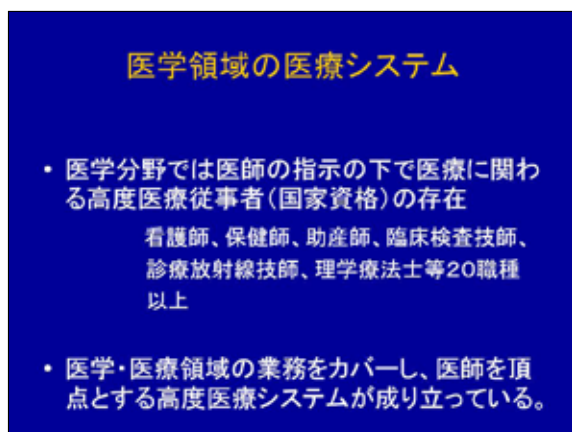 医学領域の医療システム
• 医学分野では医師の指示の下で医療に関わ
る高度医療従事者(国家資格)の存在
看護師、保健師、助産師、臨床検査技師、
診療放射線技師、理学療法士等20職種
以上
• 医学・医療領域の業務をカバーし、医師を頂
点とする高度医療システムが成り立っている。